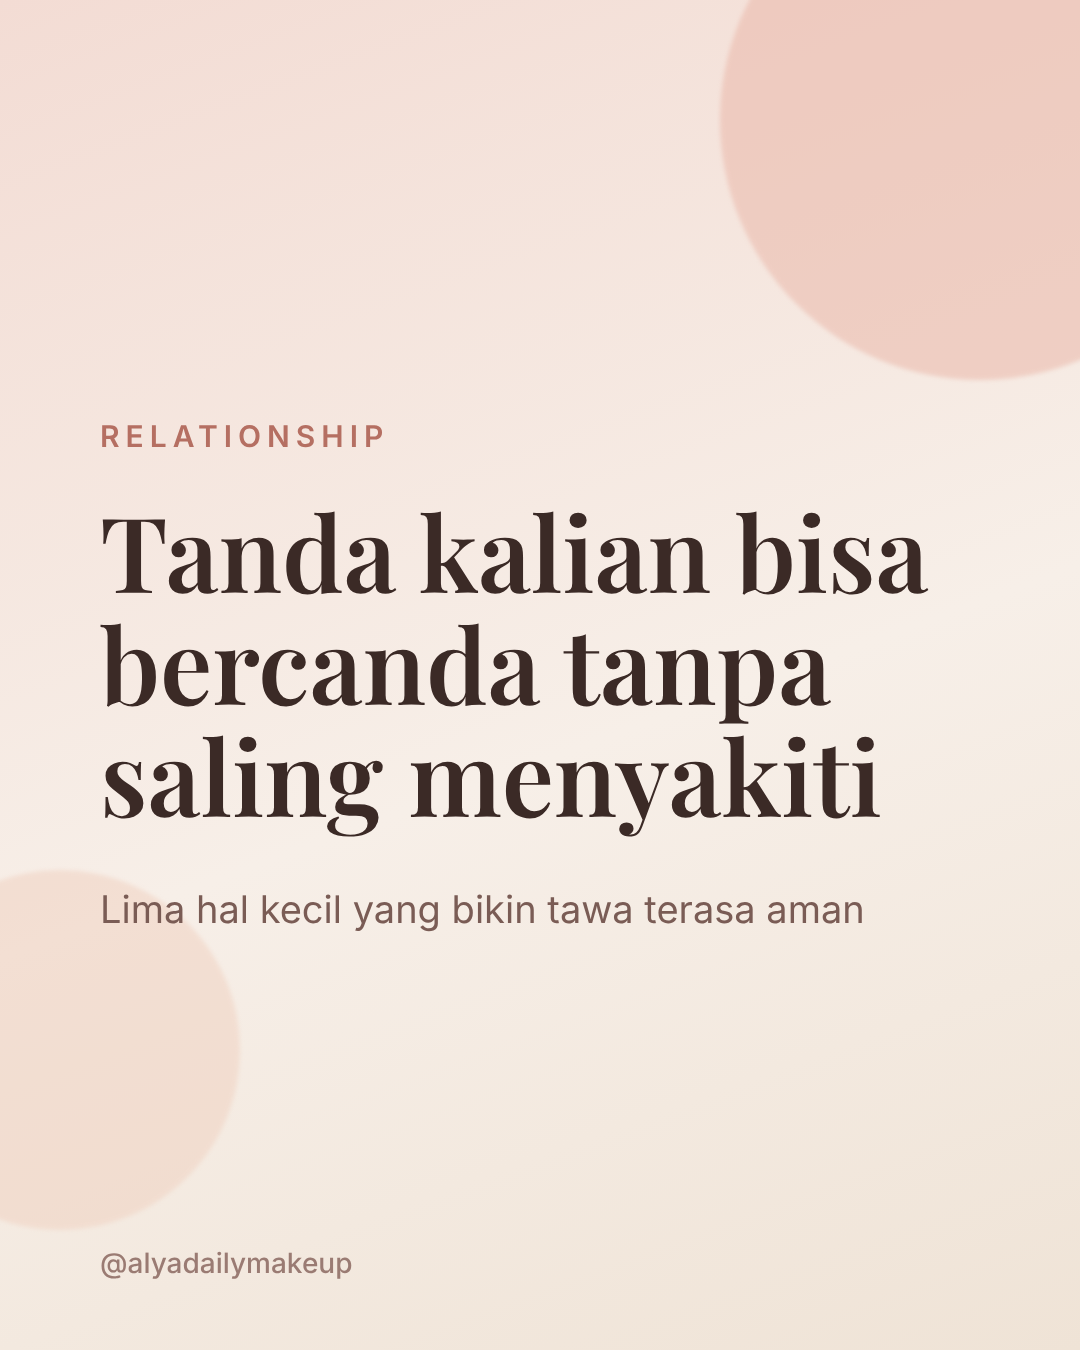 RELATIONSHIP
Tanda kalian bisa
bercanda tanpa
saling menyakiti
Lima hal kecil yang bikin tawa terasa aman
@alyadailymakeup